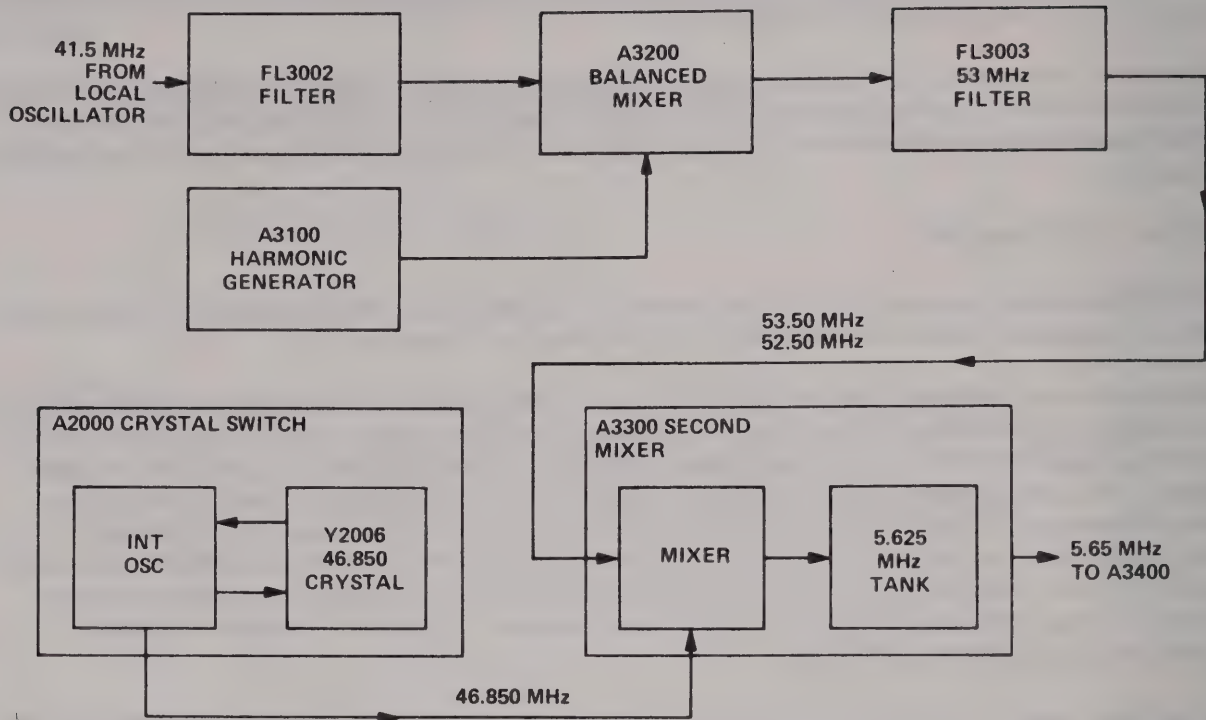 41.5 MHz
FROM
LOCAL
OSCILLATOR
FL3002
FILTER
A3200
BALANCED
MIXER
FL3003
53 MHz
FILTER
A3100
HARMONIC
GENERATOR
53.50 MHz
52.50 MHz
A2000 CRYSTAL SWITCH
INT
OSC
Y2006
46.850
CRYSTAL
A3300 SECOND
MIXER
MIXER
5.625
MHz
TANK
5.65 MHz
TO A3400
46.850 MHz